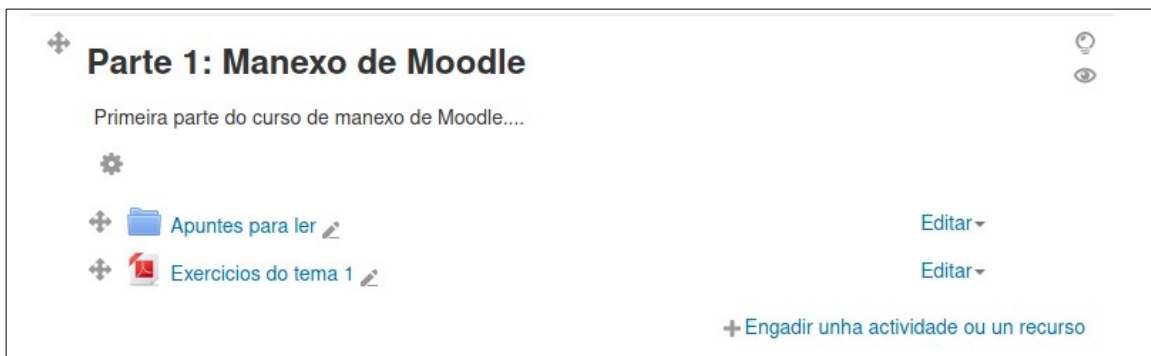 Parte 1: Manexo de Moodle
Primeira parte do curso de manexo de Moodle....
Apuntes para ler Editar
Exercicios do tema 1 Editar
Engadir unha actividade ou un recurso